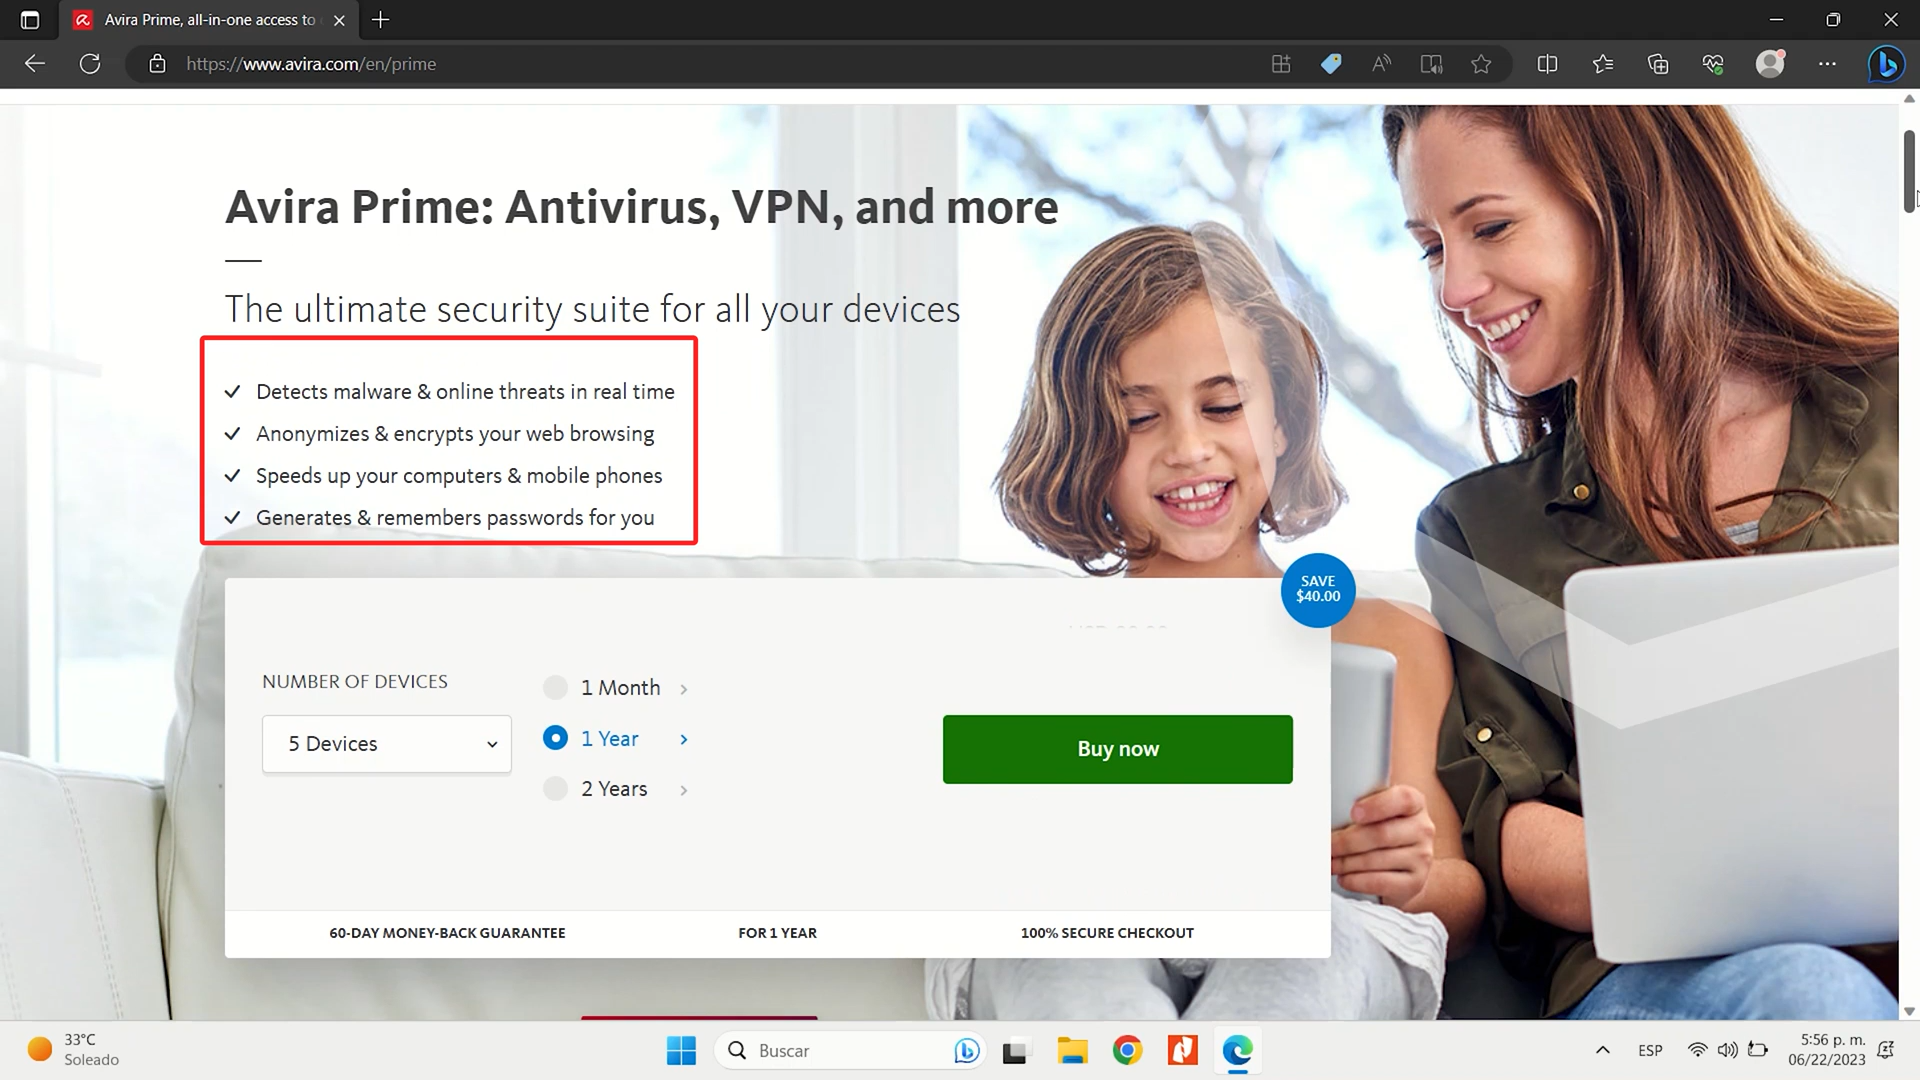 Avira Prime, all-in-one access to
https://www.avira.com/en/prime
Avira Prime: Antivirus, VPN, and more
The ultimate security suite for all your devices
Detects malware & online threats in real time
Anonymizes & encrypts your web browsing
Speeds up your computers & mobile phones
Generates & remembers passwords for you
SAVE
$40.00
NUMBER OF DEVICES
5 Devices
1 Month
1 Year
2 Years
Buy now
60-DAY MONEY-BACK GUARANTEE
FOR 1 YEAR
100% SECURE CHECKOUT
33°C
Soleado
Buscar
ESP
5:56 p. m.
06/22/2023